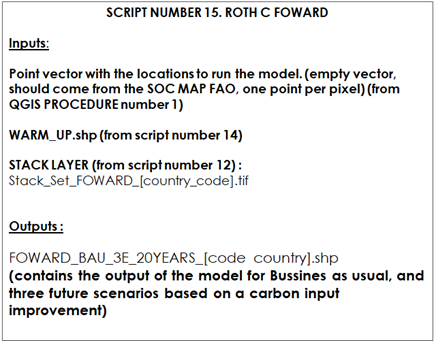 SCRIPT NUMBER 15. ROTH C FOWARD
Inputs:
Point vector with the locations to run the model. (empty vector,
should come from the SOC MAP FAO, one point per pixel) (from
QGIS PROCEDURE number 1)
WARM_UP.shp (from script number 14)
STACK LAYER (from script number 12) :
Stack_Set_FOWARD_[country_code].tif
Outputs :
FOWARD_BAU_3E_20YEARS_[code country].shp
(contains the output of the model for Bussines as usual, and
three future scenarios based on a carbon input
improvement)